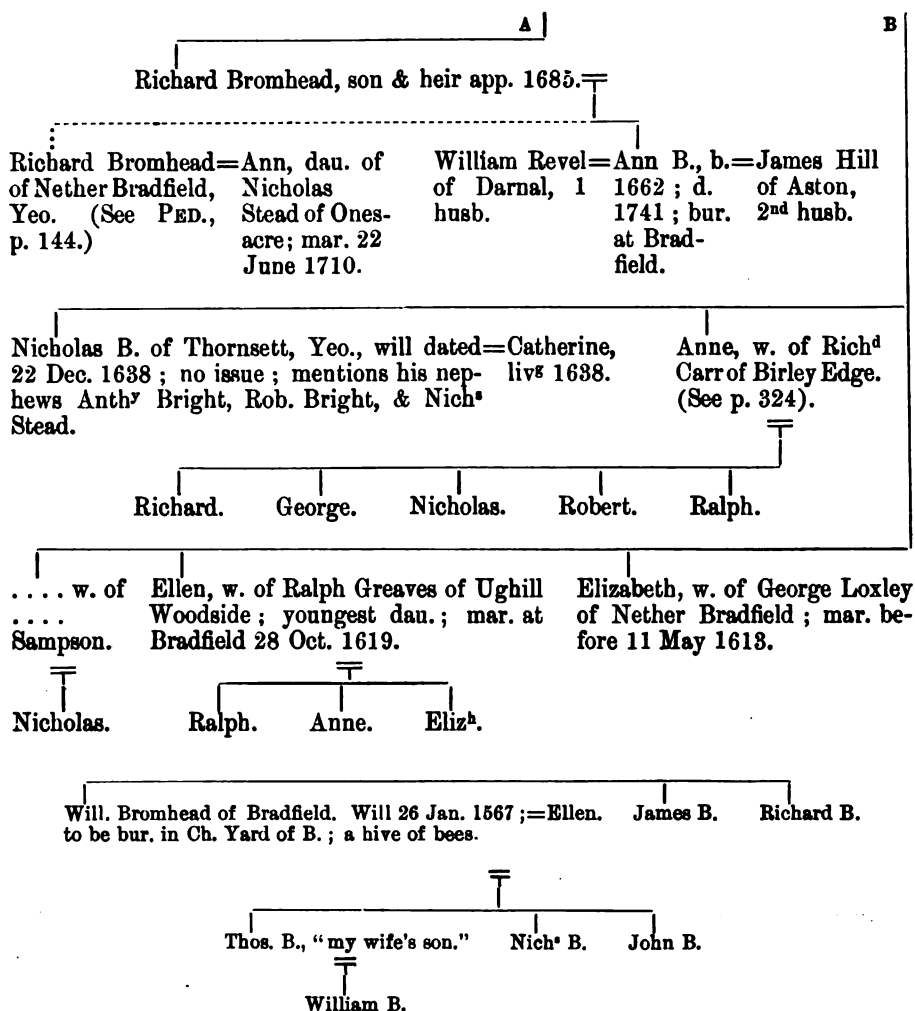 A B
Richard Bromhead, son & heir app. 1685.
Richard Bromhead=Ann, dau. of
of Nether Bradfield, Nicholas
Yeo. (See PED., Stead of Ones-
p. 144.) acre; mar. 22
June 1710.
William Revel=Ann B., b.=James Hill
of Darnal, 1 1662 ; d. of Aston,
husb. 1741 ; bur. 2nd husb.
at Brad-
field.
Nicholas B. of Thornsett, Yeo., will dated=Catherine,
22 Dec. 1638 ; no issue ; mentions his nep- livg 1638.
hews Anthy Bright, Rob. Bright, & Nichs
Stead.
Anne, w. of Richd
Carr of Birley Edge.
(See p. 324).
Richard. George. Nicholas. Robert. Ralph.
. . . . w. of
. . . .
Sampson.
Ellen, w. of Ralph Greaves of Ughill
Woodside ; youngest dau. ; mar. at
Bradfield 28 Oct. 1619.
Elizabeth, w. of George Loxley
of Nether Bradfield ; mar. be-
fore 11 May 1613.
Nicholas. Ralph. Anne. Elizh.
Will. Bromhead of Bradfield. Will 26 Jan. 1567 ;=Ellen. James B. Richard B.
to be bur. in Ch. Yard of B. ; a hive of bees.
Thos. B., “my wife's son.” Nichs B. John B.
William B.